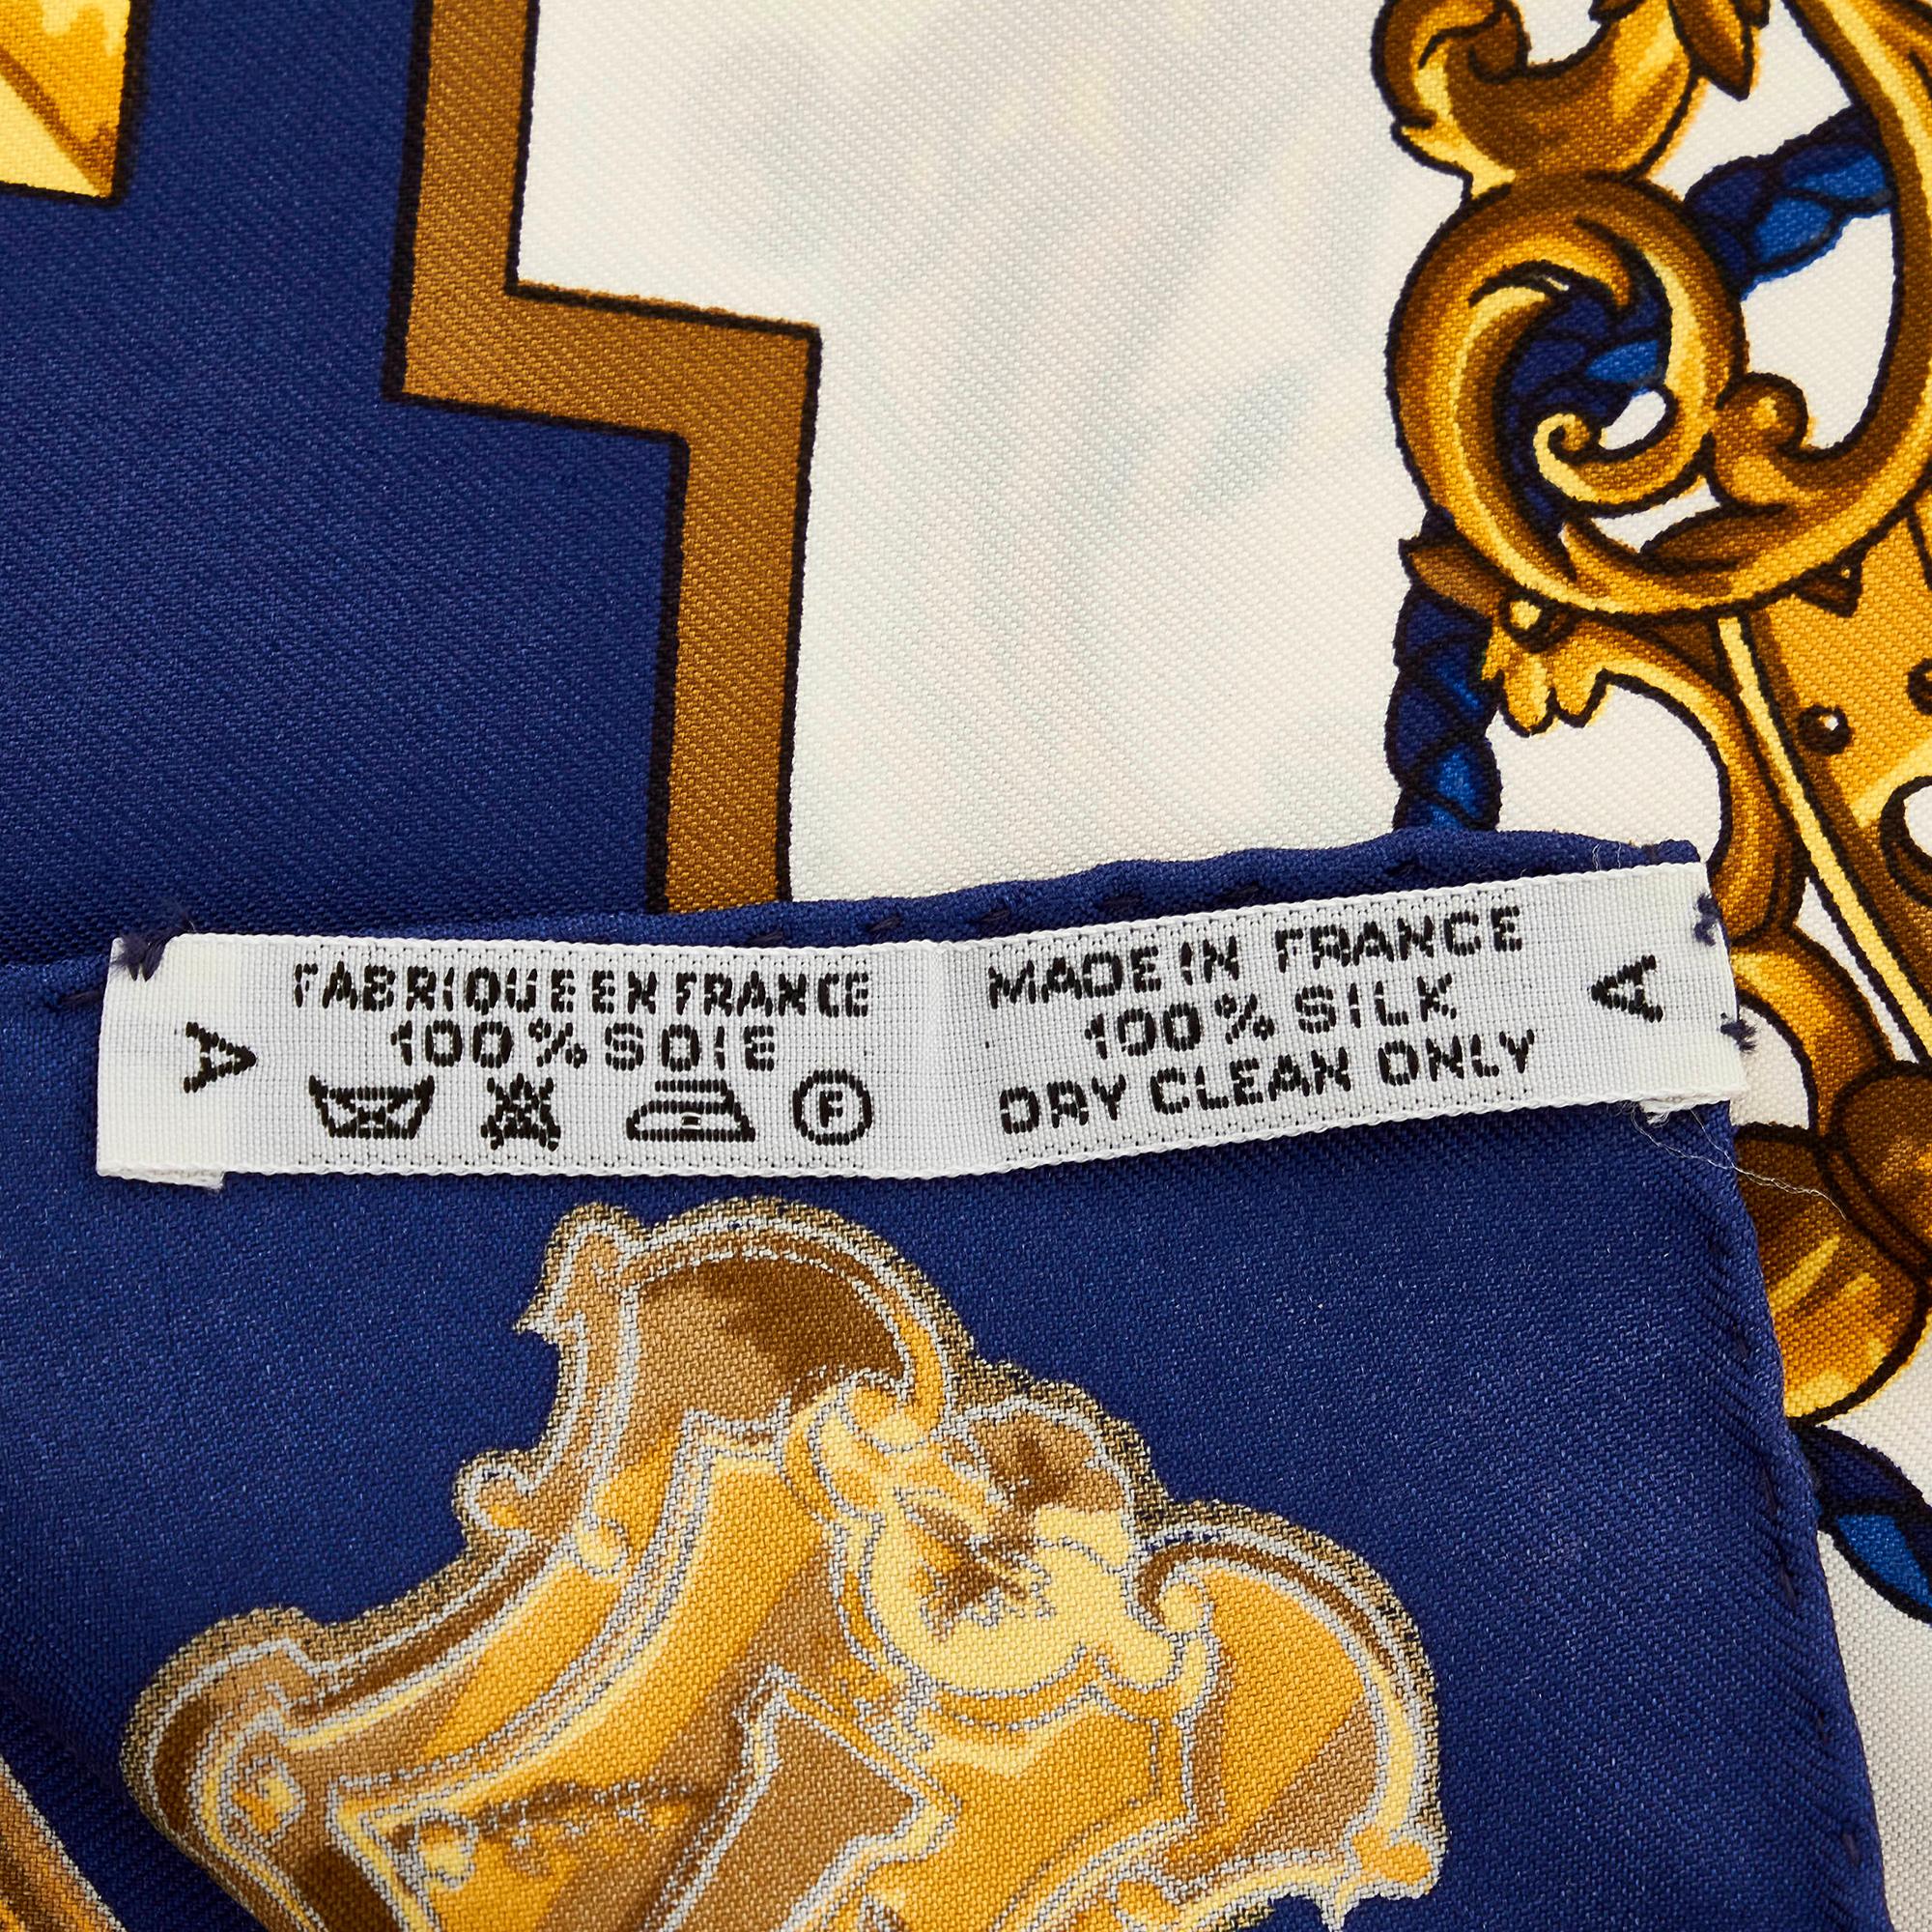 FABRIQUE EN FRANCE
100% SOIE
A
F
MADE IN FRANCE
100% SILK
DRY CLEAN ONLY
A